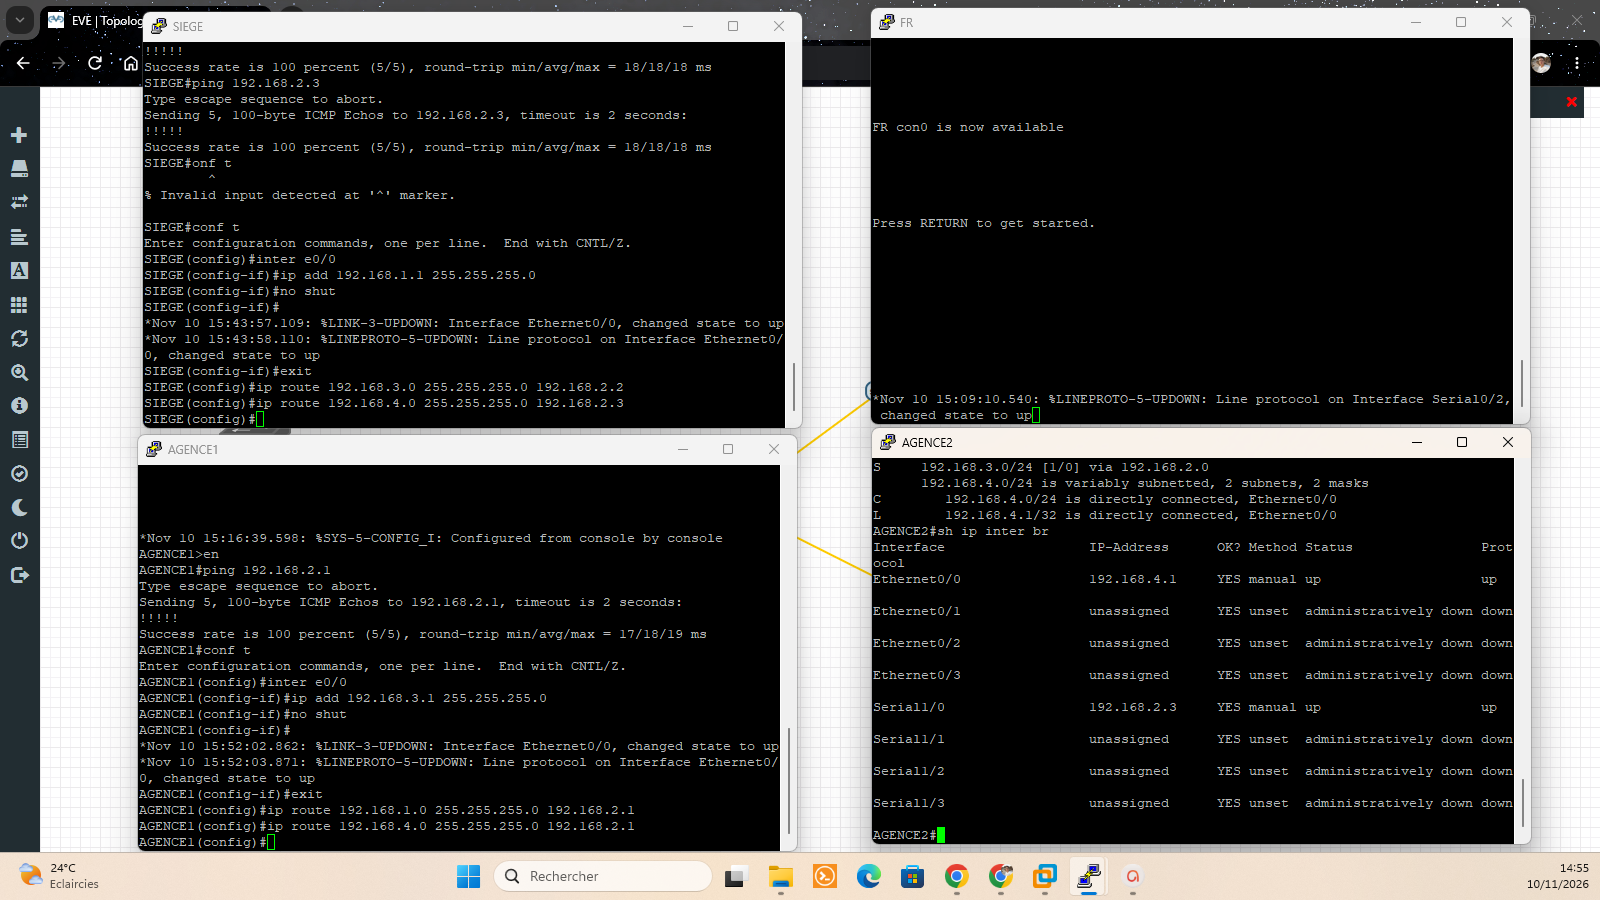 EVE | Topolog
SIEGE
!!!!!
Success rate is 100 percent (5/5), round-trip min/avg/max = 18/18/18 ms
SIEGE#ping 192.168.2.3
Type escape sequence to abort.
Sending 5, 100-byte ICMP Echos to 192.168.2.3, timeout is 2 seconds:
!!!!!
Success rate is 100 percent (5/5), round-trip min/avg/max = 18/18/18 ms
SIEGE#onf t
^
% Invalid input detected at '^' marker.
SIEGE#conf t
Enter configuration commands, one per line.  End with CNTL/Z.
SIEGE(config)#inter e0/0
SIEGE(config-if)#ip add 192.168.1.1 255.255.255.0
SIEGE(config-if)#no shut
SIEGE(config-if)#
*Nov 10 15:43:57.109: %LINK-3-UPDOWN: Interface Ethernet0/0, changed state to up
*Nov 10 15:43:58.110: %LINEPROTO-5-UPDOWN: Line protocol on Interface Ethernet0/
0, changed state to up
SIEGE(config-if)#exit
SIEGE(config)#ip route 192.168.3.0 255.255.255.0 192.168.2.2
SIEGE(config)#ip route 192.168.4.0 255.255.255.0 192.168.2.3
SIEGE(config)#
FR
FR con0 is now available
Press RETURN to get started.
*Nov 10 15:09:10.540: %LINEPROTO-5-UPDOWN: Line protocol on Interface Serial0/2,
changed state to up
AGENCE1
*Nov 10 15:16:39.598: %SYS-5-CONFIG_I: Configured from console by console
AGENCE1>en
AGENCE1#ping 192.168.2.1
Type escape sequence to abort.
Sending 5, 100-byte ICMP Echos to 192.168.2.1, timeout is 2 seconds:
!!!!!
Success rate is 100 percent (5/5), round-trip min/avg/max = 17/18/19 ms
AGENCE1#conf t
Enter configuration commands, one per line.  End with CNTL/Z.
AGENCE1(config)#inter e0/0
AGENCE1(config-if)#ip add 192.168.3.1 255.255.255.0
AGENCE1(config-if)#no shut
AGENCE1(config-if)#
*Nov 10 15:52:02.862: %LINK-3-UPDOWN: Interface Ethernet0/0, changed state to up
*Nov 10 15:52:03.871: %LINEPROTO-5-UPDOWN: Line protocol on Interface Ethernet0/
0, changed state to up
AGENCE1(config-if)#exit
AGENCE1(config)#ip route 192.168.1.0 255.255.255.0 192.168.2.1
AGENCE1(config)#ip route 192.168.4.0 255.255.255.0 192.168.2.1
AGENCE1(config)#
AGENCE2
S     192.168.3.0/24 [1/0] via 192.168.2.0
192.168.4.0/24 is variably subnetted, 2 subnets, 2 masks
C        192.168.4.0/24 is directly connected, Ethernet0/0
L        192.168.4.1/32 is directly connected, Ethernet0/0
AGENCE2#sh ip inter br
Interface                  IP-Address      OK? Method Status                Prot
ocol
Ethernet0/0                192.168.4.1     YES manual up                    up
Ethernet0/1                unassigned      YES unset  administratively down down
Ethernet0/2                unassigned      YES unset  administratively down down
Ethernet0/3                unassigned      YES unset  administratively down down
Serial1/0                  192.168.2.3     YES manual up                    up
Serial1/1                  unassigned      YES unset  administratively down down
Serial1/2                  unassigned      YES unset  administratively down down
Serial1/3                  unassigned      YES unset  administratively down down
AGENCE2#
24°C
Eclaircies
Rechercher
14:55
10/11/2026